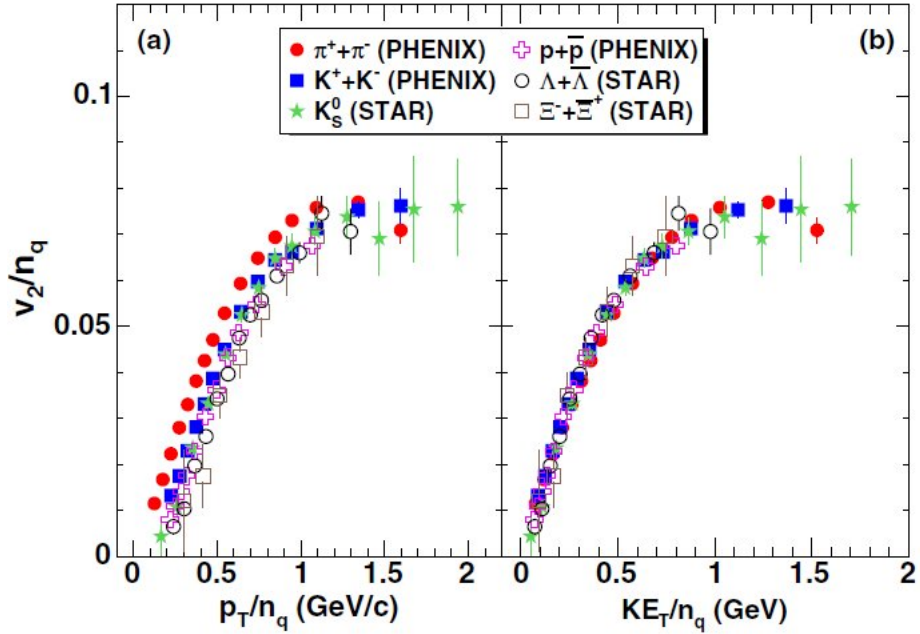 (a)
(b)
π⁺+π⁻ (PHENIX)
K⁺+K⁻ (PHENIX)
K⁰_S (STAR)
p+p̅ (PHENIX)
Λ+Λ̅ (STAR)
Ξ⁻+Ξ̅⁺ (STAR)
v₂/n_q
0.1
0.05
0
0 0.5 1 1.5 2
0 0.5 1 1.5 2
p_T/n_q (GeV/c)
KE_T/n_q (GeV)